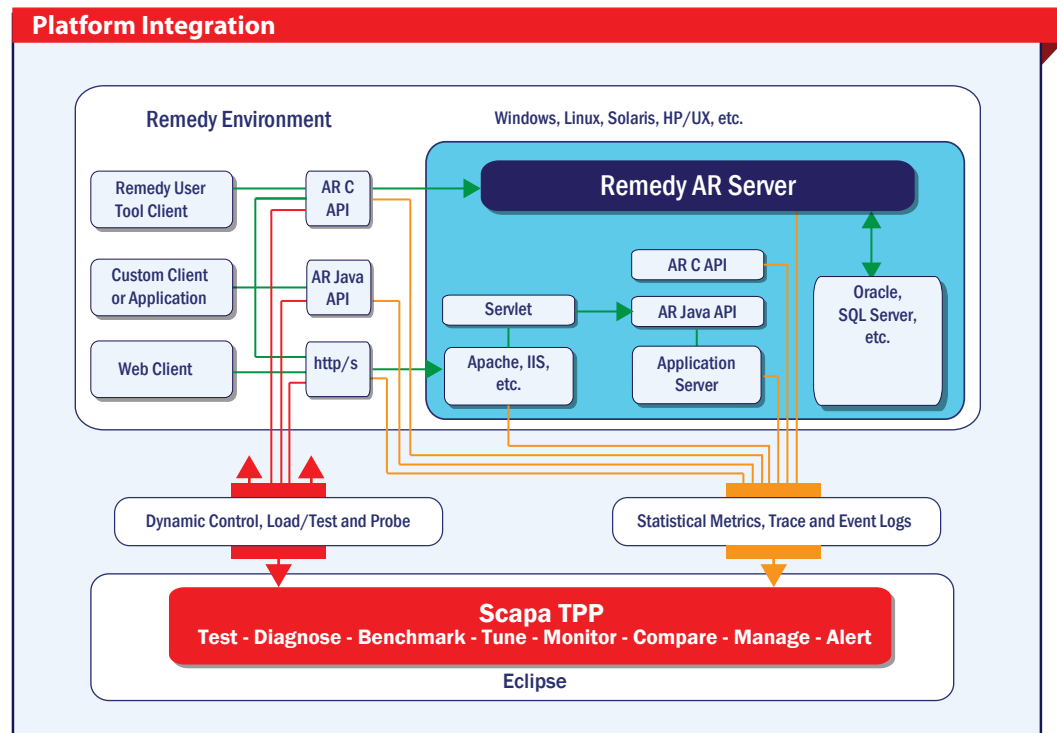 Platform Integration
Remedy Environment
Windows, Linux, Solaris, HP/UX, etc.
Remedy User
Tool Client
AR C
API
Remedy AR Server
Custom Client
or Application
AR Java
API
AR C API
Servlet
AR Java API
Oracle,
SQL Server,
etc.
Web Client
http/s
Apache, IIS,
etc.
Application
Server
Dynamic Control, Load/Test and Probe
Statistical Metrics, Trace and Event Logs
Scapa TPP
Test - Diagnose - Benchmark - Tune - Monitor - Compare - Manage - Alert
Eclipse